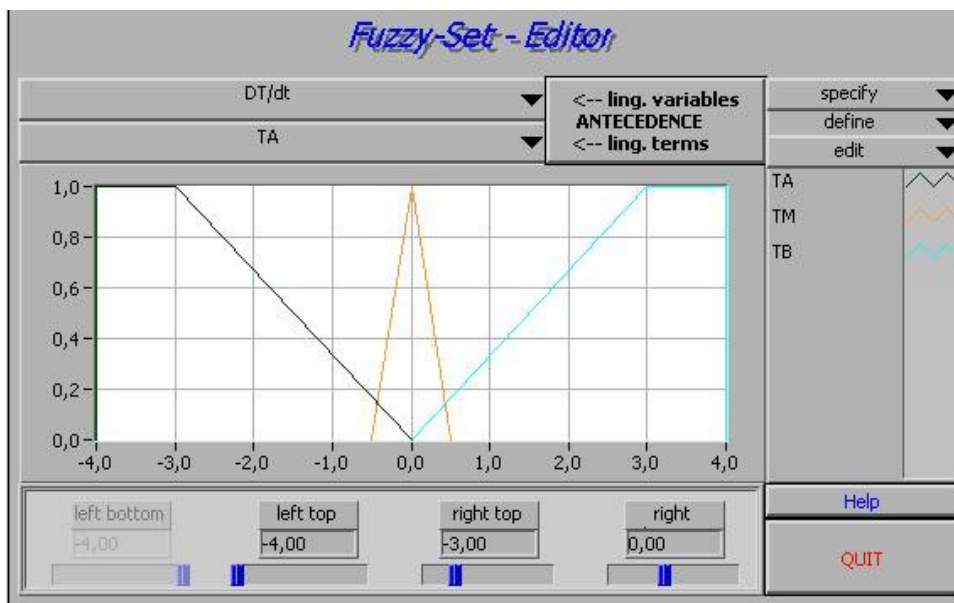 Fuzzy-Set - Editor
DT/dt
TA
<-- ling. variables
ANTECEDENCE
<-- ling. terms
specify
define
edit
TA
TM
TB
1,0
0,8
0,6
0,4
0,2
0,0
-4,0 -3,0 -2,0 -1,0 0,0 1,0 2,0 3,0 4,0
left bottom left top right top right
-4,00 -4,00 -3,00 0,00
Help
QUIT